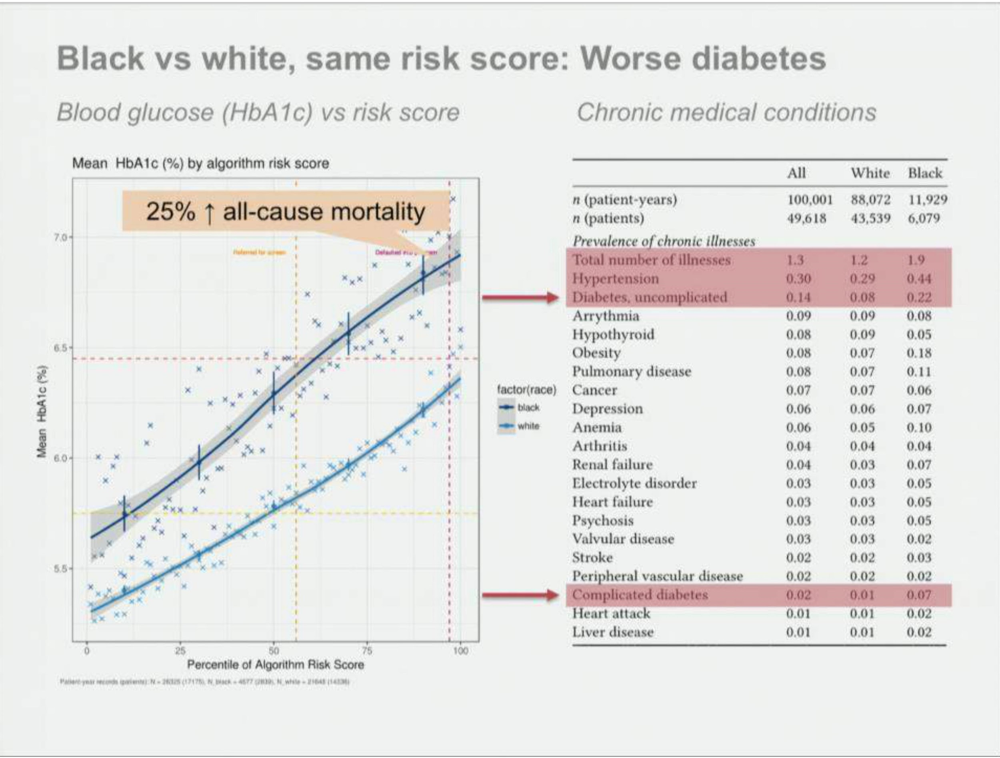 Black vs white, same risk score: Worse diabetes
Blood glucose (HbA1c) vs risk score
Chronic medical conditions
Mean HbA1c (%) by algorithm risk score
25% ↑ all-cause mortality
Referred for screen
Defaulted into
7.0
6.5
6.0
5.5
Mean HbA1c (%)
0 25 50 75 100
Percentile of Algorithm Risk Score
Patient-year records (patients): N = 26325 (17175), N_black = 4677
factor(race)
black
white
All White Black
n (patient-years) 100,001 88,072 11,929
n (patients) 49,618 43,539 6,079
Prevalence of chronic illnesses
Total number of illnesses 1.3 1.2 1.9
Hypertension 0.30 0.29 0.44
Diabetes, uncomplicated 0.14 0.08 0.22
Arrythmia 0.09 0.09 0.08
Hypothyroid 0.08 0.09 0.05
Obesity 0.08 0.07 0.18
Pulmonary disease 0.08 0.07 0.11
Cancer 0.07 0.07 0.06
Depression 0.06 0.06 0.07
Anemia 0.06 0.05 0.10
Arthritis 0.04 0.04 0.04
Renal failure 0.04 0.03 0.07
Electrolyte disorder 0.03 0.03 0.05
Heart failure 0.03 0.03 0.05
Psychosis 0.03 0.03 0.05
Valvular disease 0.03 0.03 0.02
Stroke 0.02 0.02 0.03
Peripheral vascular disease 0.02 0.02 0.02
Complicated diabetes 0.02 0.01 0.07
Heart attack 0.01 0.01 0.02
Liver disease 0.01 0.01 0.02